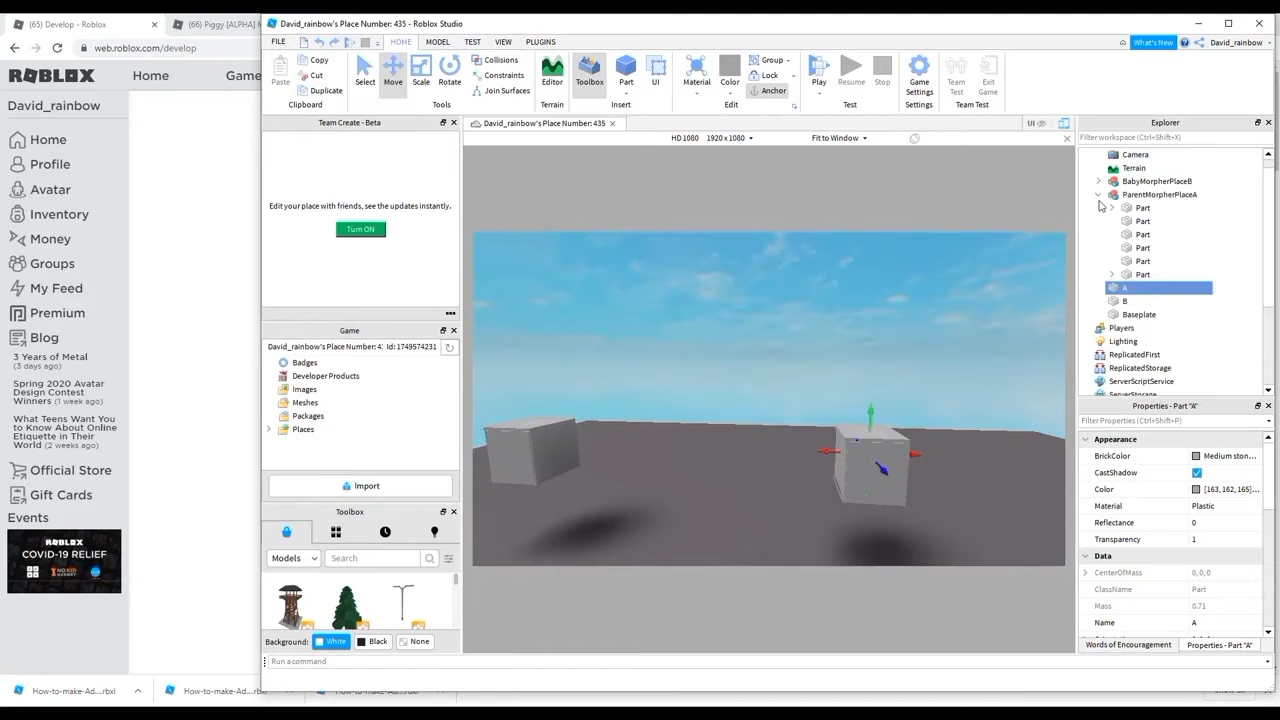 (65) Develop - Roblox
(66) Piggy [ALPHA]
web.roblox.com/develop
ROBLOX
Home
Game
David_rainbow
Home
Profile
Avatar
Inventory
Money
Groups
My Feed
Premium
Blog
3 Years of Metal
(3 days ago)
Spring 2020 Avatar
Design Contest
Winners (1 weeks ago)
What Teens Want You
to Know About Online
Etiquette in Their
World (2 weeks ago)
Official Store
Gift Cards
Events
ROBLOX
COVID-19 RELIEF
NO KID
HUNGRY
David_rainbow's Place Number: 435 - Roblox Studio
FILE
HOME
MODEL
TEST
VIEW
PLUGINS
What's New
David_rainbow
Paste
Copy
Cut
Duplicate
Clipboard
Select
Move
Scale
Rotate
Collisions
Constraints
Join Surfaces
Tools
Editor
Terrain
Toolbox
Part
UI
Insert
Material
Color
Group
Lock
Anchor
Edit
Play
Resume
Stop
Test
Game
Settings
Settings
Team
Test
Exit
Game
Team Test
Team Create - Beta
Edit your place with friends, see the updates instantly.
Turn ON
Game
David_rainbow's Place Number: 4: Id: 1749574231
Badges
Developer Products
Images
Meshes
Packages
Places
Import
Toolbox
Models
Search
Background:
White
Black
None
Run a command
David_rainbow's Place Number: 435
UI
HD 1080 1920 x 1080
Fit to Window
Explorer
Filter workspace (Ctrl+Shift+X)
Camera
Terrain
BabyMorpherPlaceB
ParentMorpherPlaceA
Part
Part
Part
Part
Part
Part
A
B
Baseplate
Players
Lighting
ReplicatedFirst
ReplicatedStorage
ServerScriptService
ServerStorage
Properties - Part "A"
Filter Properties (Ctrl+Shift+P)
Appearance
BrickColor Medium ston...
CastShadow
Color [163, 162, 165]...
Material Plastic
Reflectance 0
Transparency 1
Data
CenterOfMass 0, 0, 0
ClassName Part
Mass 0.71
Name A
Words of Encouragement
Properties - Part "A"
How-to-make-Ad....rbxl
How-to-make-Ad....rbxl